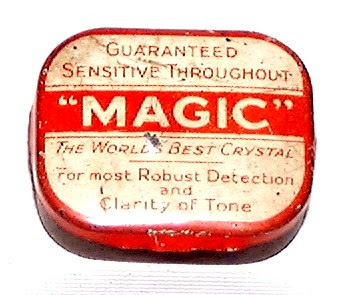 GUARANTEED
SENSITIVE THROUGHOUT
"MAGIC"
THE WORLD'S BEST CRYSTAL
For most Robust Detection
and
Clarity of Tone